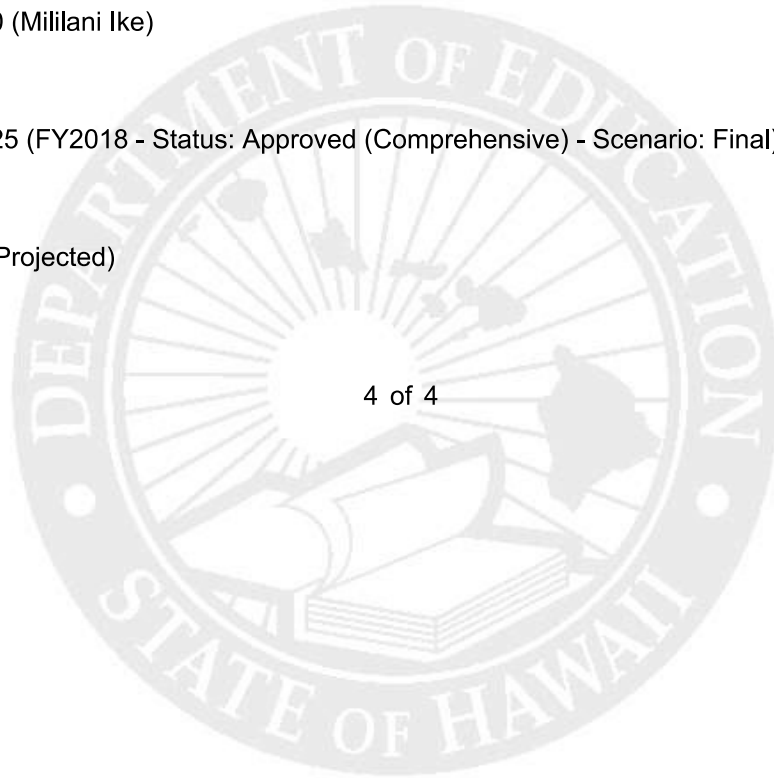 ) (Mililani Ike)
25 (FY2018 - Status: Approved (Comprehensive) - Scenario: Final)
Projected)
4 of 4
DEPARTMENT OF EDUCATION
STATE OF HAWAII